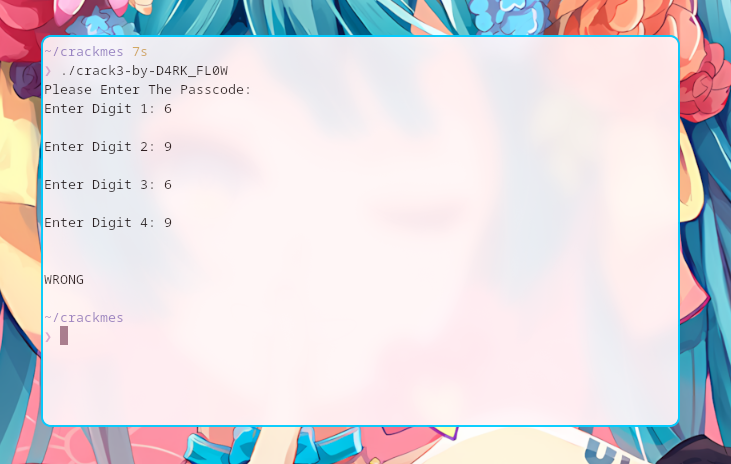 ~/crackmes 7s
❯ ./crack3-by-D4RK_FL0W
Please Enter The Passcode:
Enter Digit 1: 6
Enter Digit 2: 9
Enter Digit 3: 6
Enter Digit 4: 9
WRONG
~/crackmes
❯